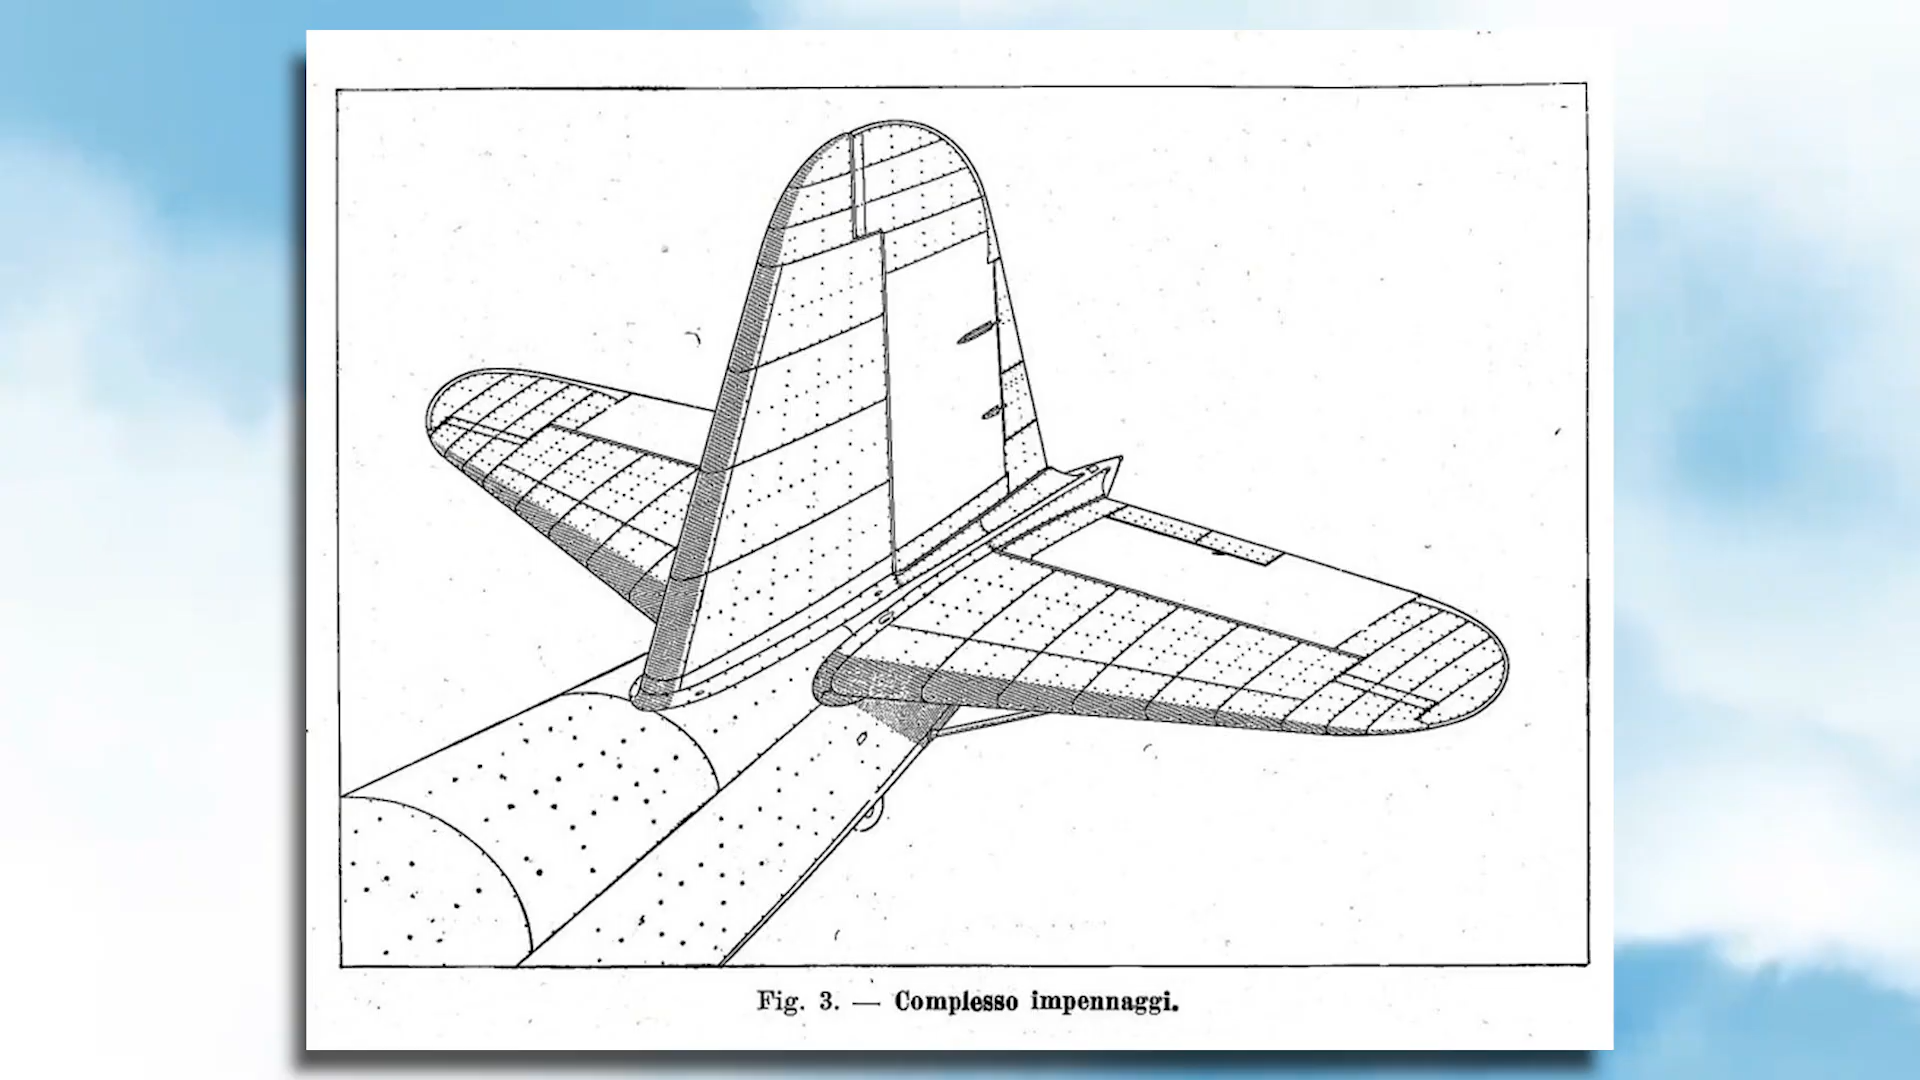 Fig. 3. — Complesso impennaggi.